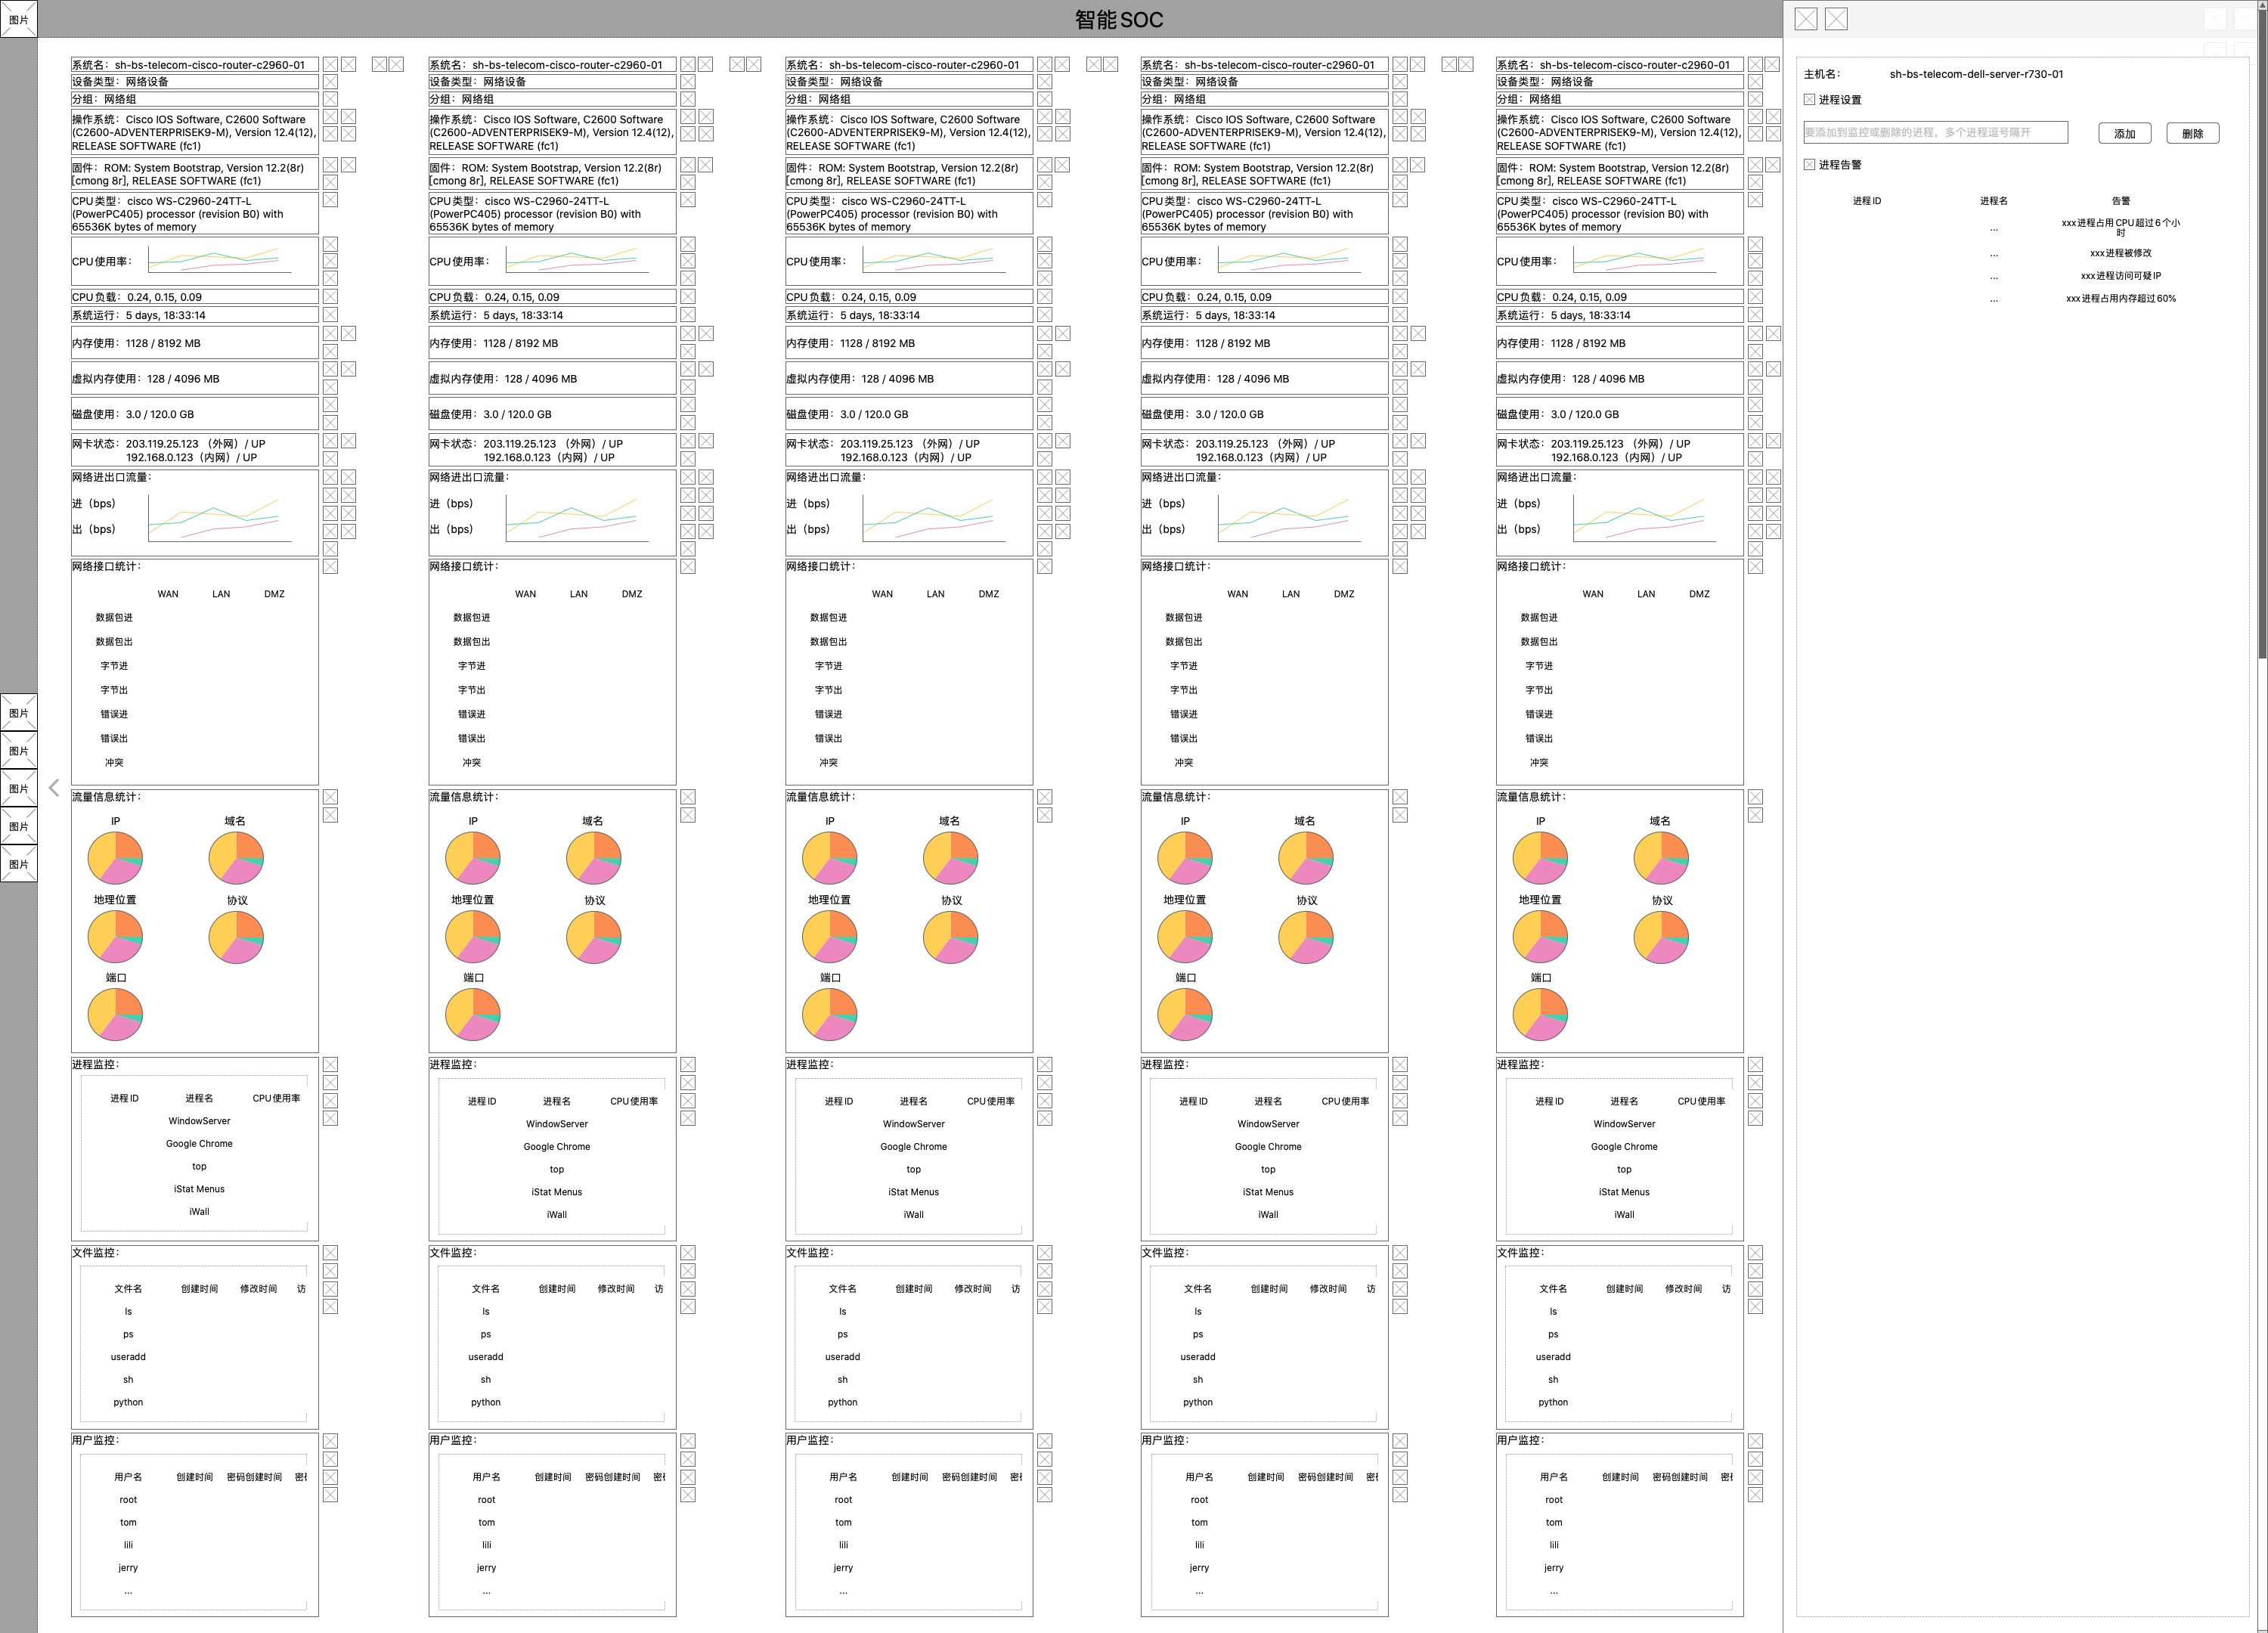 图片
智能SOC
图片
图片
图片
图片
图片
系统名：sh-bs-telecom-cisco-router-c2960-01
设备类型：网络设备
分组：网络组
操作系统：Cisco IOS Software, C2600 Software
(C2600-ADVENTERPRISEK9-M), Version 12.4(12),
RELEASE SOFTWARE (fc1)
固件：ROM: System Bootstrap, Version 12.2(8r)
[cmong 8r], RELEASE SOFTWARE (fc1)
CPU类型：cisco WS-C2960-24TT-L
(PowerPC405) processor (revision B0) with
65536K bytes of memory
CPU使用率：
CPU负载：0.24, 0.15, 0.09
系统运行：5 days, 18:33:14
内存使用：1128 / 8192 MB
虚拟内存使用：128 / 4096 MB
磁盘使用：3.0 / 120.0 GB
网卡状态：203.119.25.123 （外网）/ UP
192.168.0.123（内网）/ UP
网络进出口流量：
进（bps）
出（bps）
网络接口统计：
WAN LAN DMZ
数据包进
数据包出
字节进
字节出
错误进
错误出
冲突
流量信息统计：
IP 域名
地理位置 协议
端口
进程监控：
进程ID 进程名 CPU使用率
WindowServer
Google Chrome
top
iStat Menus
iWall
文件监控：
文件名 创建时间 修改时间 访
ls
ps
useradd
sh
python
用户监控：
用户名 创建时间 密码创建时间 密
root
tom
lili
jerry
...
系统名：sh-bs-telecom-cisco-router-c2960-01
设备类型：网络设备
分组：网络组
操作系统：Cisco IOS Software, C2600 Software
(C2600-ADVENTERPRISEK9-M), Version 12.4(12),
RELEASE SOFTWARE (fc1)
固件：ROM: System Bootstrap, Version 12.2(8r)
[cmong 8r], RELEASE SOFTWARE (fc1)
CPU类型：cisco WS-C2960-24TT-L
(PowerPC405) processor (revision B0) with
65536K bytes of memory
CPU使用率：
CPU负载：0.24, 0.15, 0.09
系统运行：5 days, 18:33:14
内存使用：1128 / 8192 MB
虚拟内存使用：128 / 4096 MB
磁盘使用：3.0 / 120.0 GB
网卡状态：203.119.25.123 （外网）/ UP
192.168.0.123（内网）/ UP
网络进出口流量：
进（bps）
出（bps）
网络接口统计：
WAN LAN DMZ
数据包进
数据包出
字节进
字节出
错误进
错误出
冲突
流量信息统计：
IP 域名
地理位置 协议
端口
进程监控：
进程ID 进程名 CPU使用率
WindowServer
Google Chrome
top
iStat Menus
iWall
文件监控：
文件名 创建时间 修改时间 访
ls
ps
useradd
sh
python
用户监控：
用户名 创建时间 密码创建时间 密
root
tom
lili
jerry
...
系统名：sh-bs-telecom-cisco-router-c2960-01
设备类型：网络设备
分组：网络组
操作系统：Cisco IOS Software, C2600 Software
(C2600-ADVENTERPRISEK9-M), Version 12.4(12),
RELEASE SOFTWARE (fc1)
固件：ROM: System Bootstrap, Version 12.2(8r)
[cmong 8r], RELEASE SOFTWARE (fc1)
CPU类型：cisco WS-C2960-24TT-L
(PowerPC405) processor (revision B0) with
65536K bytes of memory
CPU使用率：
CPU负载：0.24, 0.15, 0.09
系统运行：5 days, 18:33:14
内存使用：1128 / 8192 MB
虚拟内存使用：128 / 4096 MB
磁盘使用：3.0 / 120.0 GB
网卡状态：203.119.25.123 （外网）/ UP
192.168.0.123（内网）/ UP
网络进出口流量：
进（bps）
出（bps）
网络接口统计：
WAN LAN DMZ
数据包进
数据包出
字节进
字节出
错误进
错误出
冲突
流量信息统计：
IP 域名
地理位置 协议
端口
进程监控：
进程ID 进程名 CPU使用率
WindowServer
Google Chrome
top
iStat Menus
iWall
文件监控：
文件名 创建时间 修改时间 访
ls
ps
useradd
sh
python
用户监控：
用户名 创建时间 密码创建时间 密
root
tom
lili
jerry
...
系统名：sh-bs-telecom-cisco-router-c2960-01
设备类型：网络设备
分组：网络组
操作系统：Cisco IOS Software, C2600 Software
(C2600-ADVENTERPRISEK9-M), Version 12.4(12),
RELEASE SOFTWARE (fc1)
固件：ROM: System Bootstrap, Version 12.2(8r)
[cmong 8r], RELEASE SOFTWARE (fc1)
CPU类型：cisco WS-C2960-24TT-L
(PowerPC405) processor (revision B0) with
65536K bytes of memory
CPU使用率：
CPU负载：0.24, 0.15, 0.09
系统运行：5 days, 18:33:14
内存使用：1128 / 8192 MB
虚拟内存使用：128 / 4096 MB
磁盘使用：3.0 / 120.0 GB
网卡状态：203.119.25.123 （外网）/ UP
192.168.0.123（内网）/ UP
网络进出口流量：
进（bps）
出（bps）
网络接口统计：
WAN LAN DMZ
数据包进
数据包出
字节进
字节出
错误进
错误出
冲突
流量信息统计：
IP 域名
地理位置 协议
端口
进程监控：
进程ID 进程名 CPU使用率
WindowServer
Google Chrome
top
iStat Menus
iWall
文件监控：
文件名 创建时间 修改时间 访
ls
ps
useradd
sh
python
用户监控：
用户名 创建时间 密码创建时间 密
root
tom
lili
jerry
...
系统名：sh-bs-telecom-cisco-router-c2960-01
设备类型：网络设备
分组：网络组
操作系统：Cisco IOS Software, C2600 Software
(C2600-ADVENTERPRISEK9-M), Version 12.4(12),
RELEASE SOFTWARE (fc1)
固件：ROM: System Bootstrap, Version 12.2(8r)
[cmong 8r], RELEASE SOFTWARE (fc1)
CPU类型：cisco WS-C2960-24TT-L
(PowerPC405) processor (revision B0) with
65536K bytes of memory
CPU使用率：
CPU负载：0.24, 0.15, 0.09
系统运行：5 days, 18:33:14
内存使用：1128 / 8192 MB
虚拟内存使用：128 / 4096 MB
磁盘使用：3.0 / 120.0 GB
网卡状态：203.119.25.123 （外网）/ UP
192.168.0.123（内网）/ UP
网络进出口流量：
进（bps）
出（bps）
网络接口统计：
WAN LAN DMZ
数据包进
数据包出
字节进
字节出
错误进
错误出
冲突
流量信息统计：
IP 域名
地理位置 协议
端口
进程监控：
进程ID 进程名 CPU使用率
WindowServer
Google Chrome
top
iStat Menus
iWall
文件监控：
文件名 创建时间 修改时间 访
ls
ps
useradd
sh
python
用户监控：
用户名 创建时间 密码创建时间 密
root
tom
lili
jerry
...
主机名： sh-bs-telecom-dell-server-r730-01
进程设置
要添加到监控或删除的进程，多个进程逗号隔开 添加 删除
进程告警
进程ID 进程名 告警
... xxx进程占用CPU超过6个小
时
... xxx进程被修改
... xxx进程访问可疑IP
... xxx进程占用内存超过60%